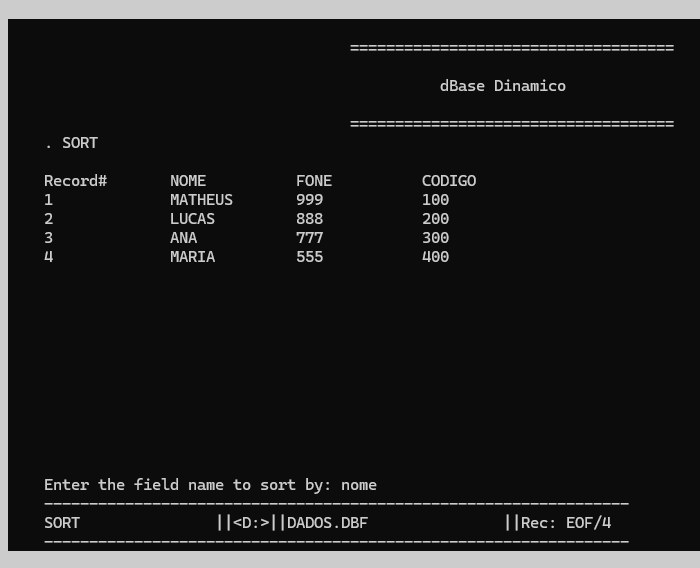 ====================================
dBase Dinamico
====================================
. SORT
Record# NOME FONE CODIGO
1 MATHEUS 999 100
2 LUCAS 888 200
3 ANA 777 300
4 MARIA 555 400
Enter the field name to sort by: nome
-----------------------------------------------------------------
SORT ||<D:>||DADOS.DBF ||Rec: EOF/4
-----------------------------------------------------------------